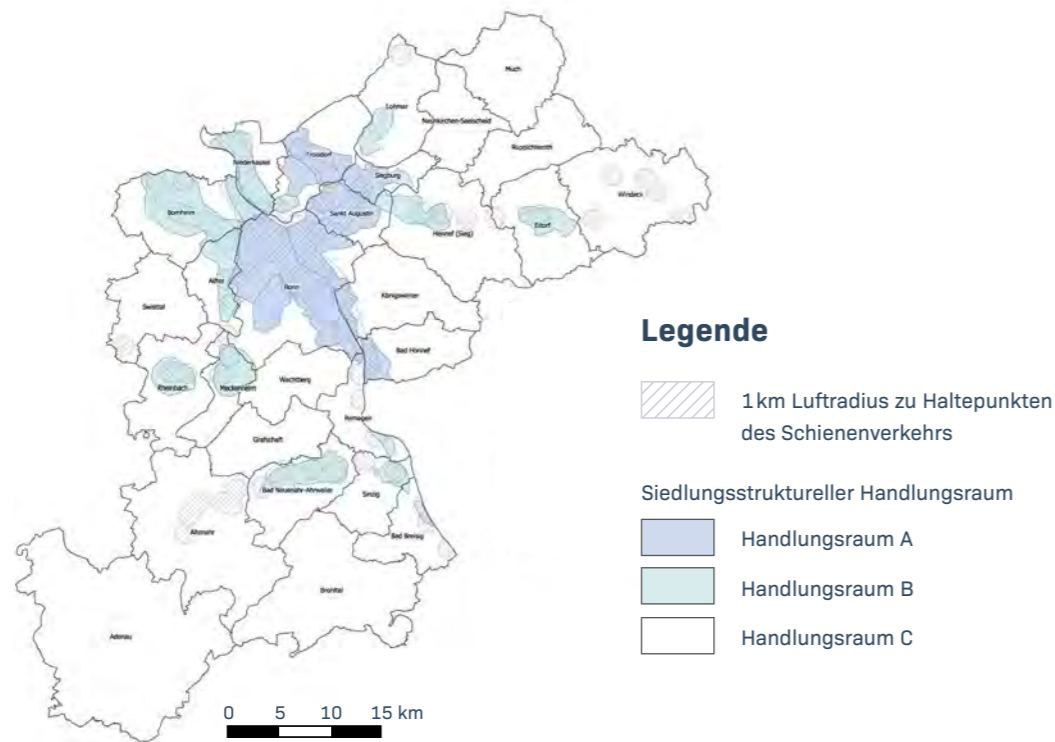 Much
Lohmar
Neunkirchen-Seelscheid
Ruppichteroth
Troisdorf
Niederkassel
Siegburg
Windeck
Bornheim
Sankt Augustin
Hennef (Sieg)
Eitorf
Alfter
Bonn
Königswinter
Swisttal
Bad Honnef
Rheinbach
Meckenheim
Wachtberg
Remagen
Grafschaft
Bad Neuenahr-Ahrweiler
Sinzig
Altenahr
Bad Breisig
Brohltal
Adenau
0 5 10 15 km
Legende
1 km Luftradius zu Haltepunkten
des Schienenverkehrs
Siedlungsstruktureller Handlungsraum
Handlungsraum A
Handlungsraum B
Handlungsraum C